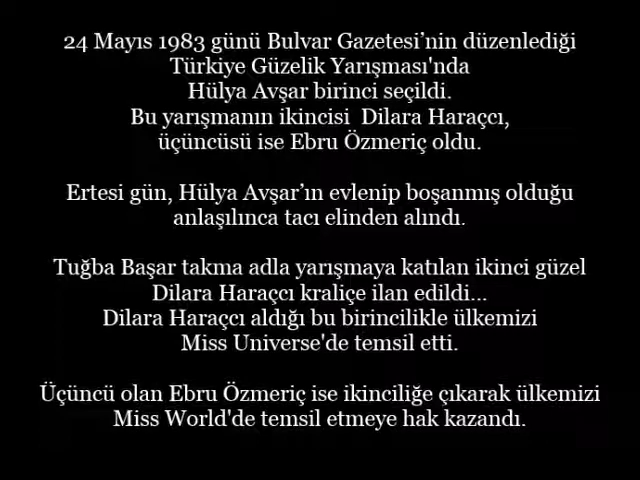 24 Mayıs 1983 günü Bulvar Gazetesi’nin düzenlediği
Türkiye Güzelik Yarışması'nda
Hülya Avşar birinci seçildi.
Bu yarışmanın ikincisi Dilara Haraçcı,
üçüncüsü ise Ebru Özmeriç oldu.
Ertesi gün, Hülya Avşar’ın evlenip boşanmış olduğu
anlaşılınca tacı elinden alındı.
Tuğba Başar takma adla yarışmaya katılan ikinci güzel
Dilara Haraçcı kraliçe ilan edildi...
Dilara Haraçcı aldığı bu birincilikle ülkemizi
Miss Universe'de temsil etti.
Üçüncü olan Ebru Özmeriç ise ikinciliğe çıkarak ülkemizi
Miss World'de temsil etmeye hak kazandı.